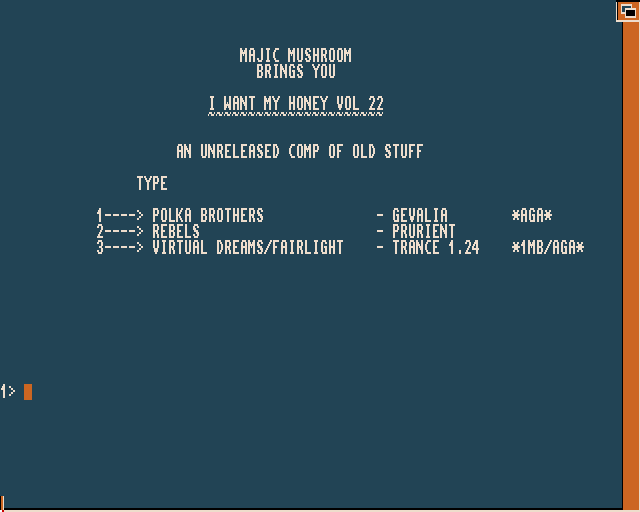 MAJIC MUSHROOM
BRINGS YOU
I WANT MY HONEY VOL 22
~~~~~~~~~~~~~~~~~~~~~~
AN UNRELEASED COMP OF OLD STUFF
TYPE
1----> POLKA BROTHERS - GEVALIA *AGA*
2----> REBELS - PRURIENT
3----> VIRTUAL DREAMS/FAIRLIGHT - TRANCE 1.24 *1MB/AGA*
1>